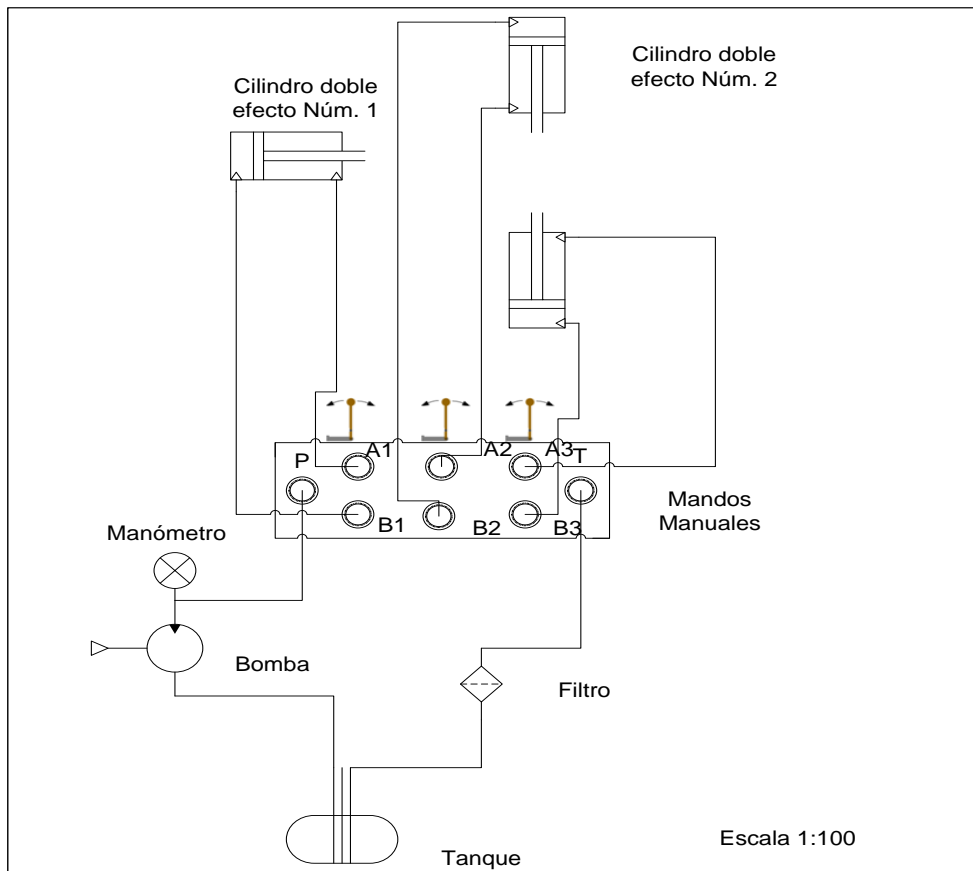 Cilindro doble
efecto Núm. 2
Cilindro doble
efecto Núm. 1
A1
A2
A3
T
P
B1
B2
B3
Mandos
Manuales
Manómetro
Bomba
Filtro
Tanque
Escala 1:100